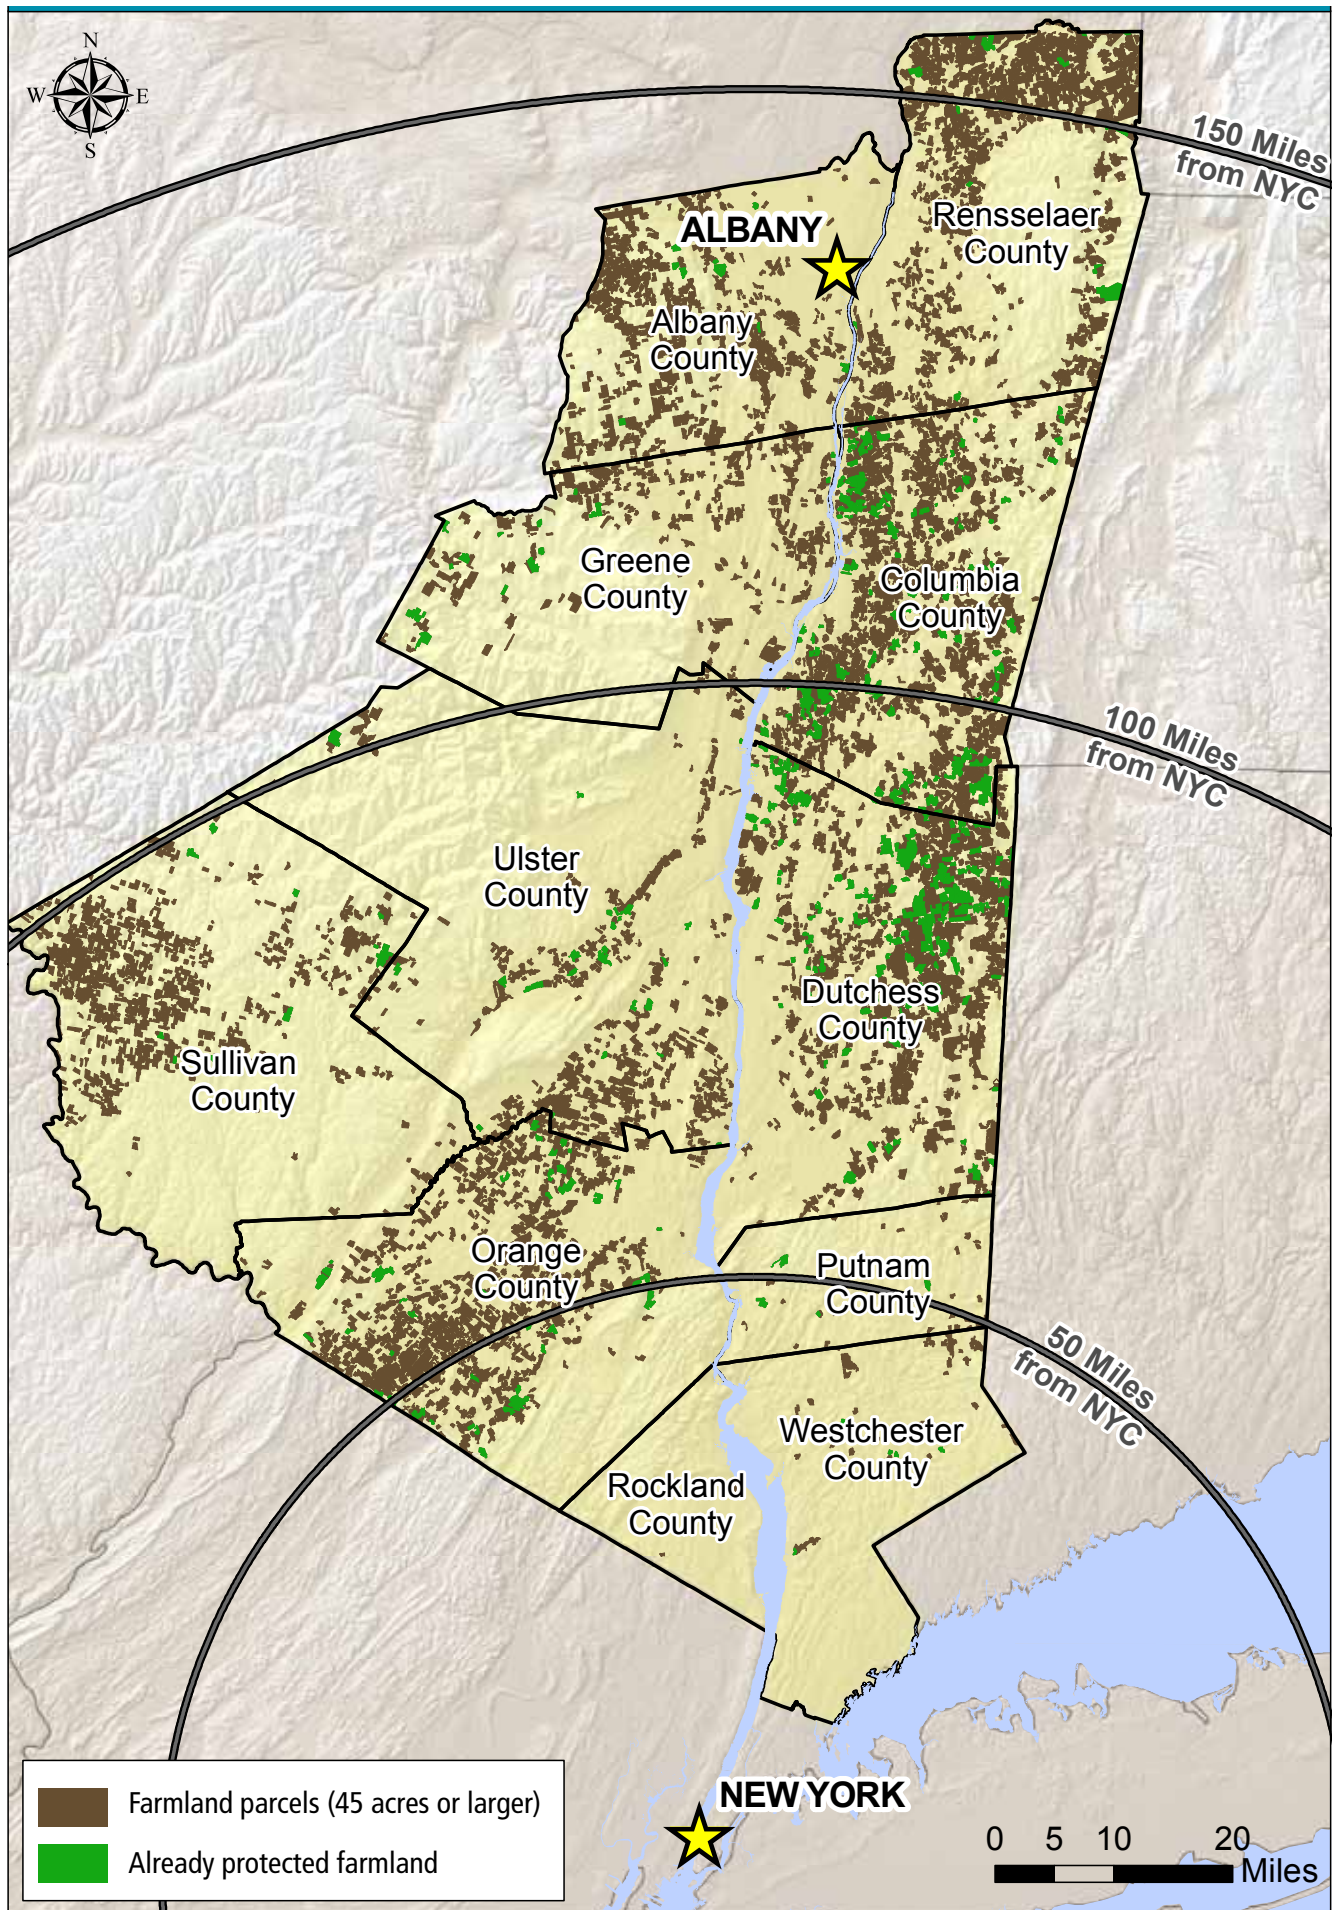 N
W E
S
150 Miles
from NYC
ALBANY
Rensselaer
County
Albany
County
Greene
County
Columbia
County
100 Miles
from NYC
Ulster
County
Dutchess
County
Sullivan
County
Orange
County
Putnam
County
50 Miles
from NYC
Westchester
County
Rockland
County
NEW YORK
Farmland parcels (45 acres or larger)
Already protected farmland
0 5 10 20
Miles